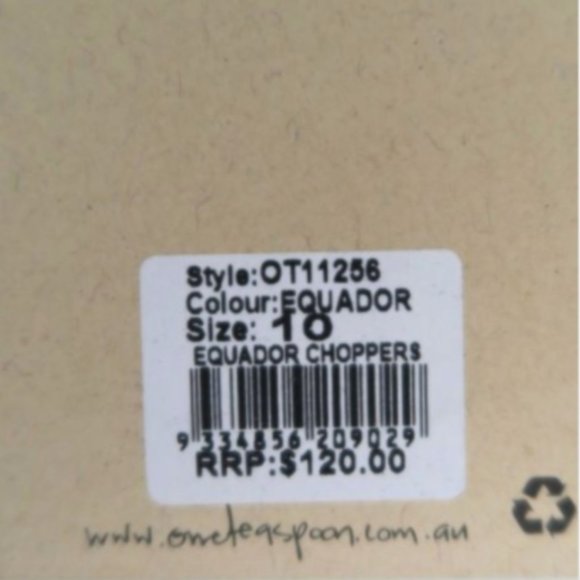 Style:OT11256
Colour:EQUADOR
Size: 10
EQUADOR CHOPPERS
9 334856 209029
RRP:$120.00
www.oneteaspoon.com.au